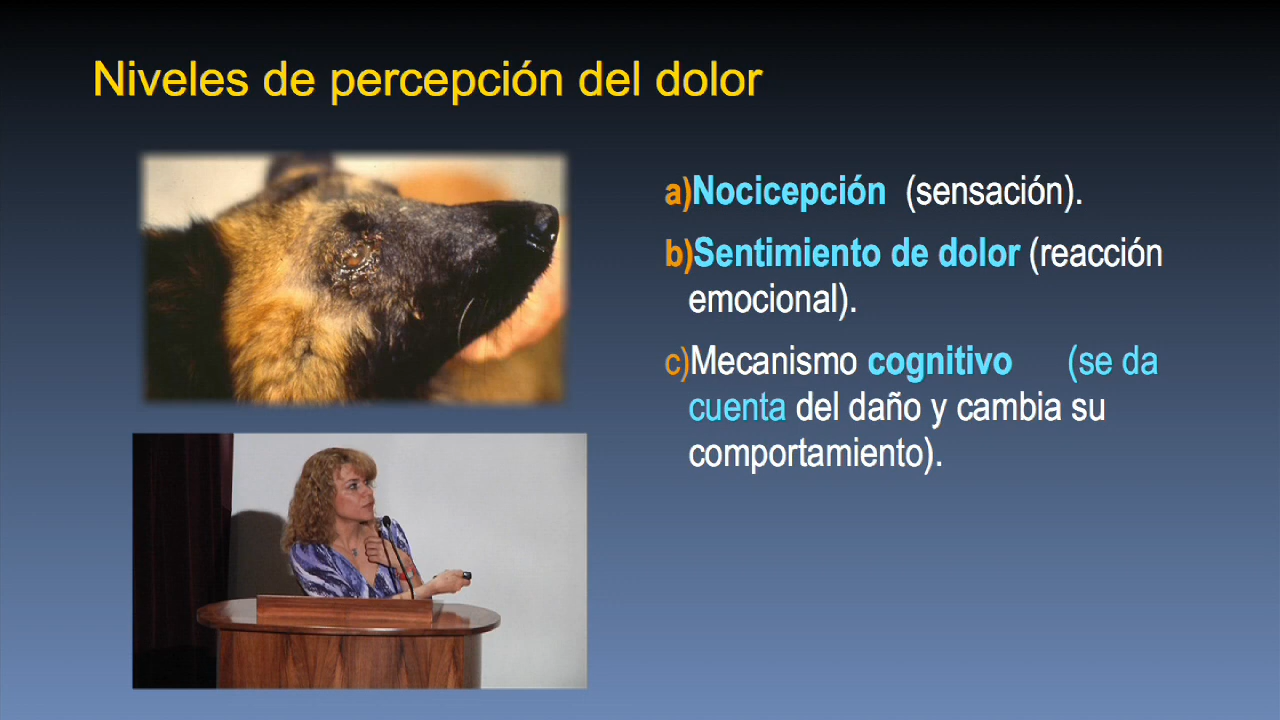 Niveles de percepción del dolor
a)Nocicepción (sensación).
b)Sentimiento de dolor (reacción
emocional).
c)Mecanismo cognitivo (se da
cuenta del daño y cambia su
comportamiento).